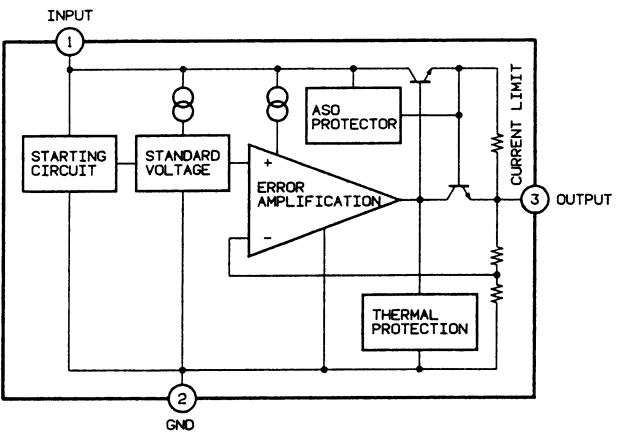 INPUT
1
ASO
PROTECTOR
CURRENT LIMIT
STARTING
CIRCUIT
STANDARD
VOLTAGE
+
ERROR
AMPLIFICATION
-
3
OUTPUT
THERMAL
PROTECTION
2
GND